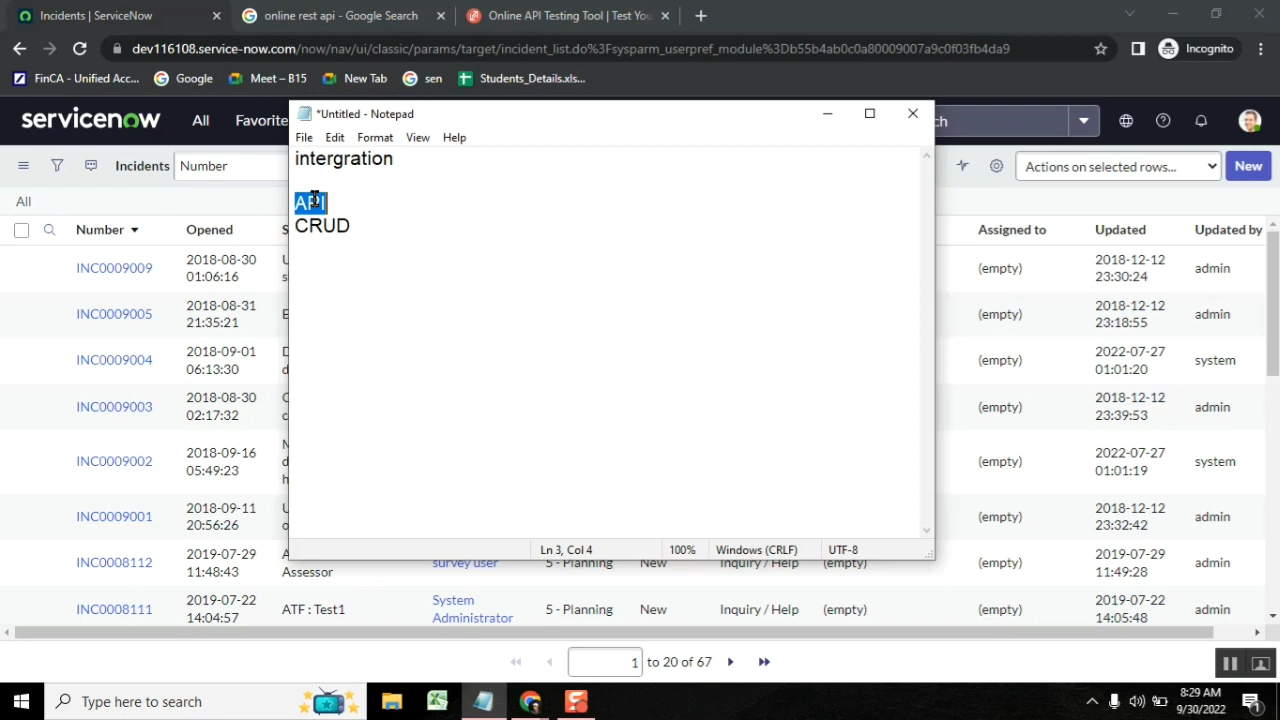 Incidents | ServiceNow
online rest api - Google Search
Online API Testing Tool | Test You
dev116108.service-now.com/now/nav/ui/classic/params/target/incident_list.do%3Fsysparm_userpref_module%3Db55b4ab0c0a80009007a9c0f03fb4da9
Incognito
FinCA - Unified Acc...
Google
Meet – B15
New Tab
sen
Students_Details.xls...
servicenow
All
Favorite
ch
*Untitled - Notepad
File Edit Format View Help
intergration
API
CRUD
Ln 3, Col 4
100%
Windows (CRLF)
UTF-8
Incidents
Number
Actions on selected rows...
New
All
Number Opened S Assigned to Updated Updated by
INC0009009 2018-08-30 01:06:16 (empty) 2018-12-12 23:30:24 admin
INC0009005 2018-08-31 21:35:21 E (empty) 2018-12-12 23:18:55 admin
INC0009004 2018-09-01 06:13:30 (empty) 2022-07-27 01:01:20 system
INC0009003 2018-08-30 02:17:32 (empty) 2018-12-12 23:39:53 admin
INC0009002 2018-09-16 05:49:23 (empty) 2022-07-27 01:01:19 system
INC0009001 2018-09-11 20:56:26 (empty) 2018-12-12 23:32:42 admin
INC0008112 2019-07-29 11:48:43 Assessor survey user 5 - Planning New Inquiry / Help (empty) (empty) 2019-07-29 11:49:28 admin
INC0008111 2019-07-22 14:04:57 ATF : Test1 System Administrator 5 - Planning New Inquiry / Help (empty) (empty) 2019-07-22 14:05:48 admin
1 to 20 of 67
Type here to search
8:29 AM
9/30/2022
1